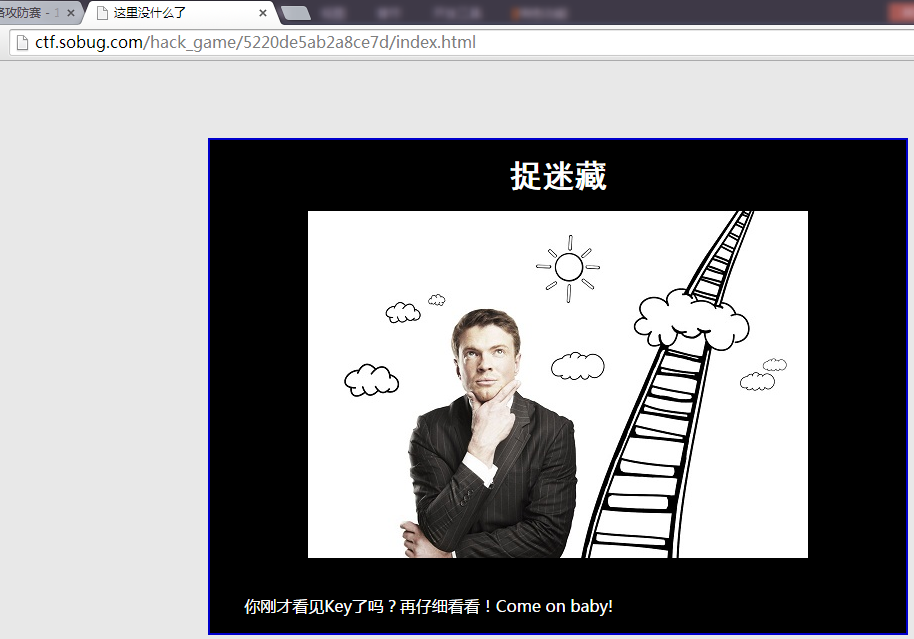 攻防赛 - 1
这里没什么了
ctf.sobug.com/hack_game/5220de5ab2a8ce7d/index.html
捉迷藏
你刚才看见Key了吗？再仔细看看！Come on baby!